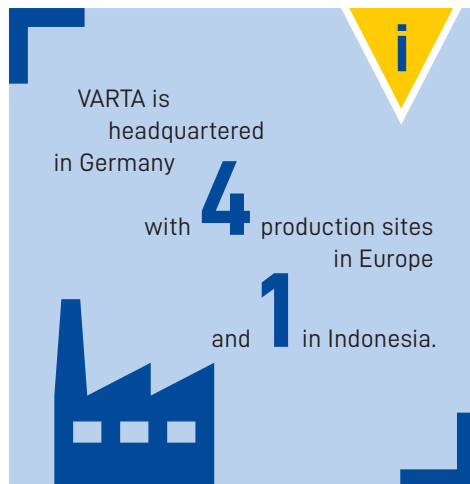 i
VARTA is
headquartered
in Germany
with 4 production sites
in Europe
and 1 in Indonesia.